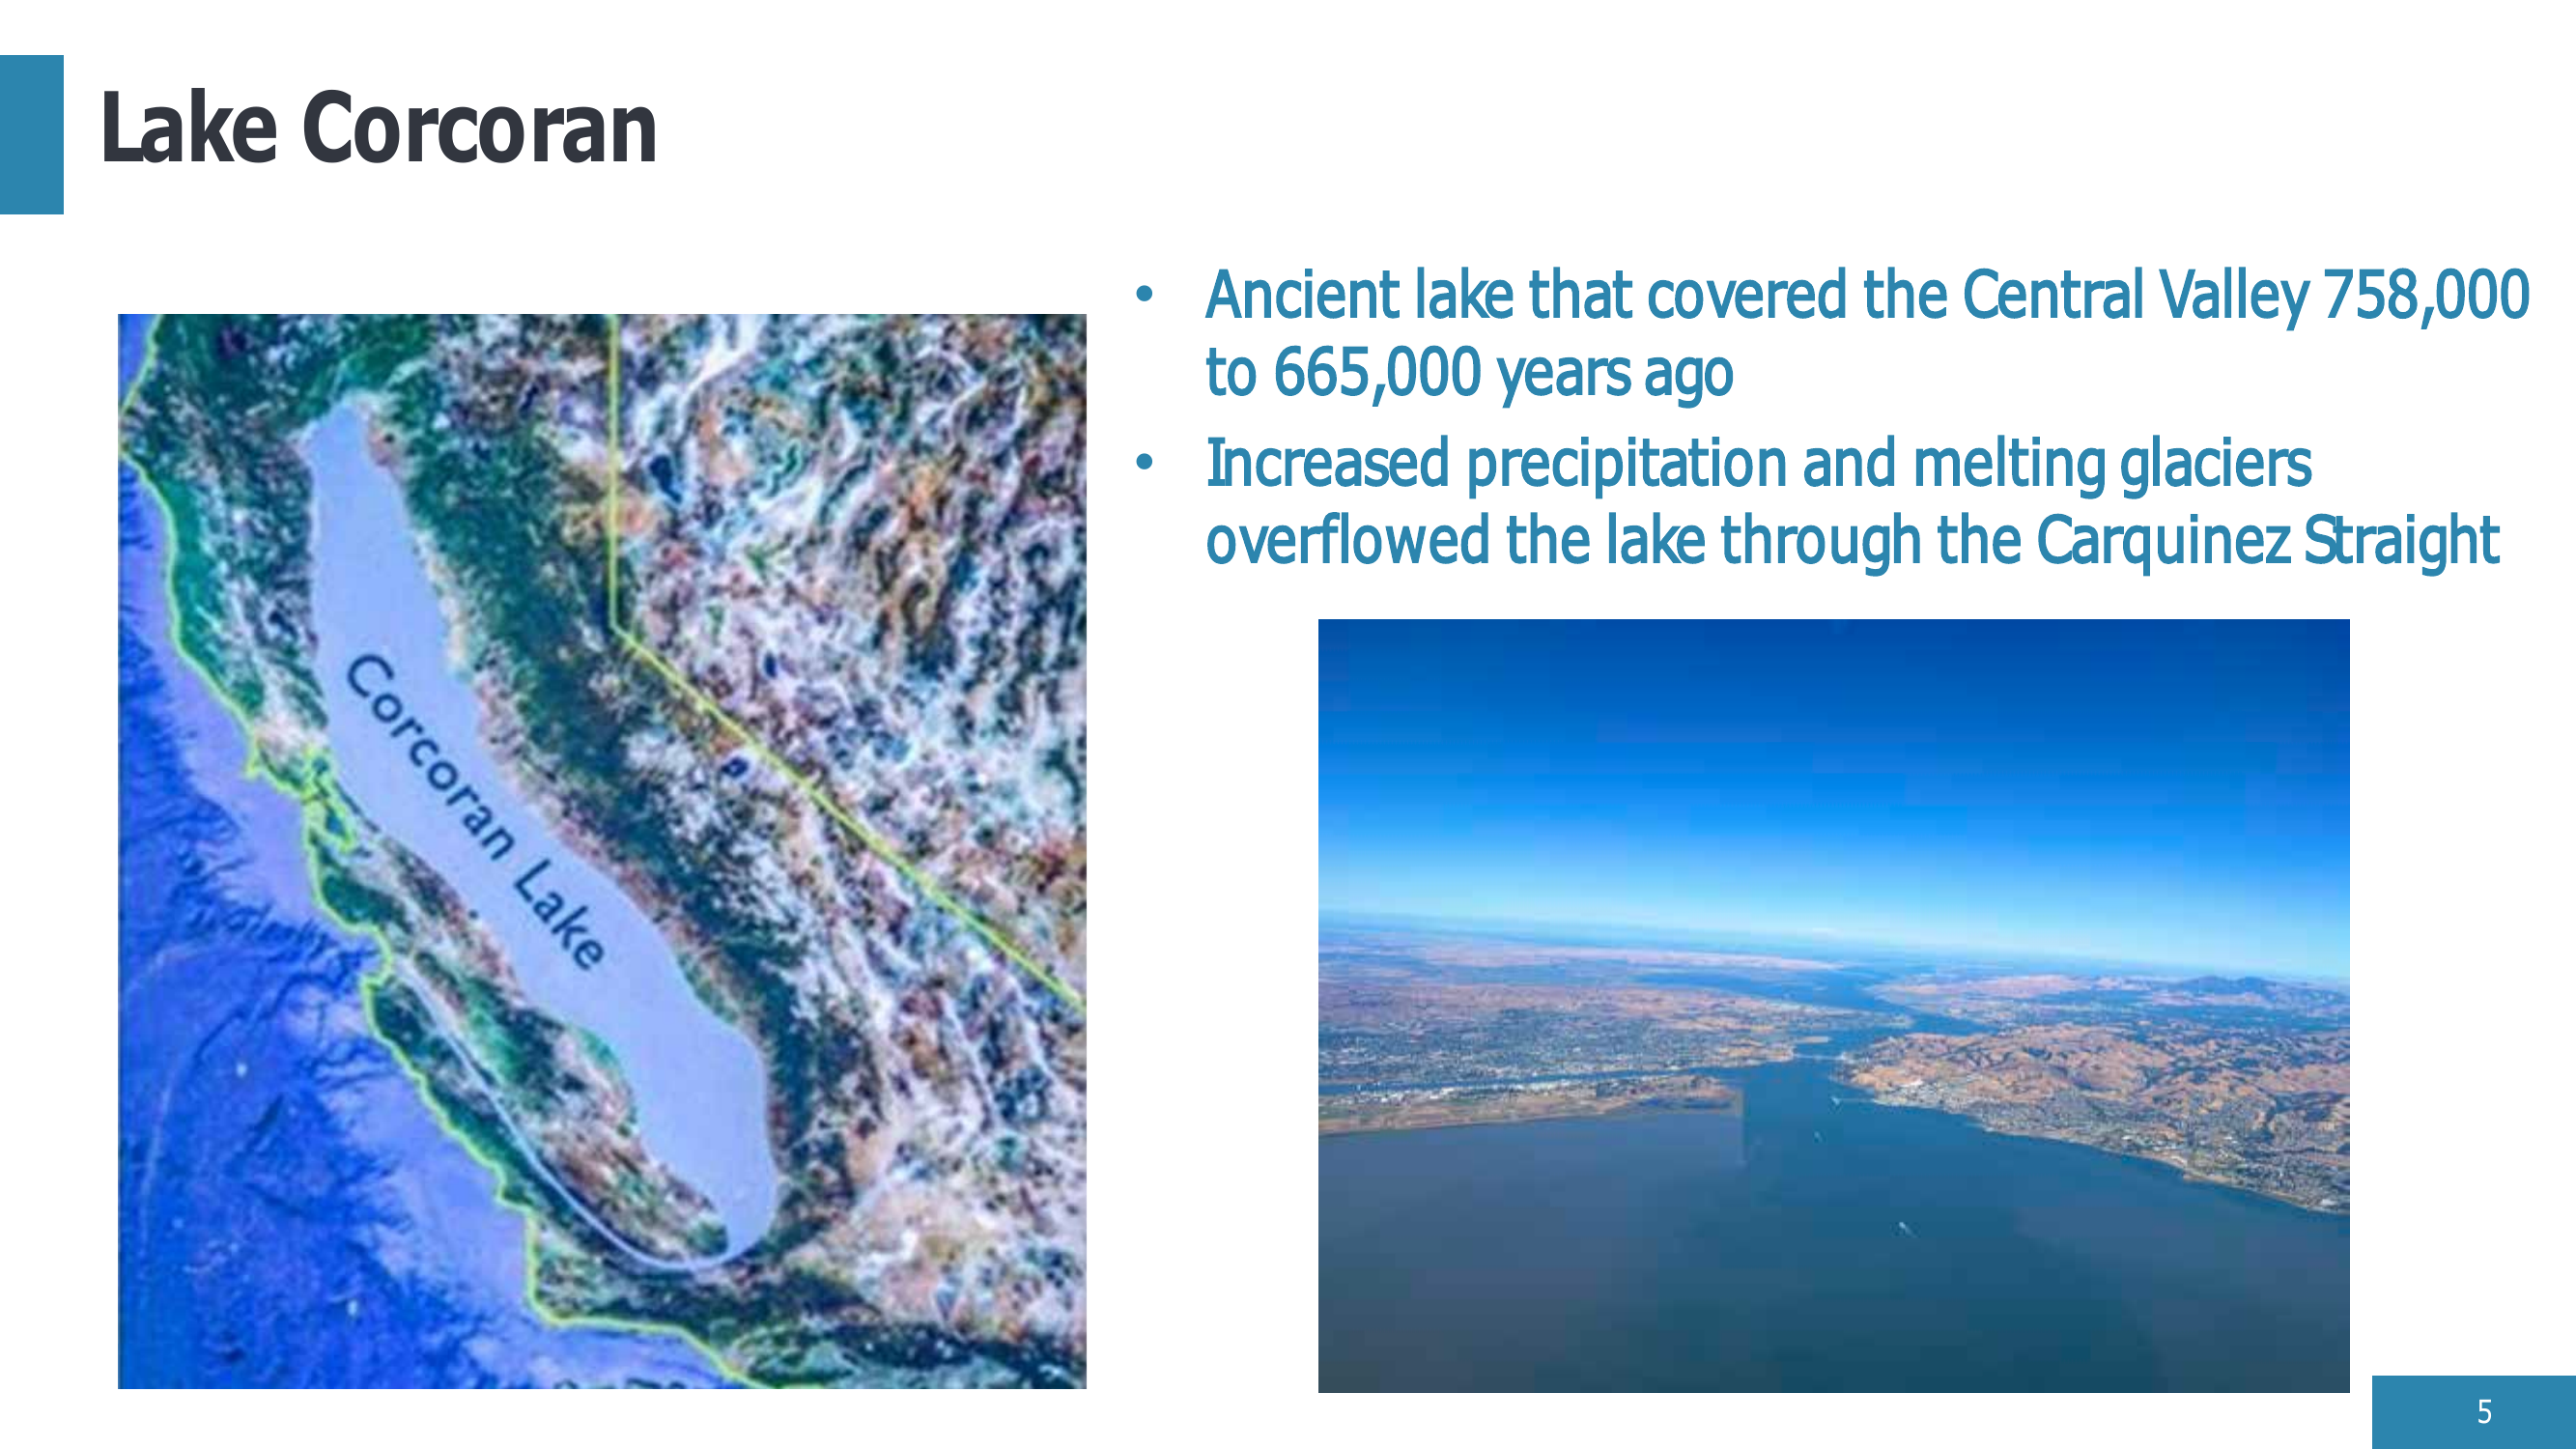 Lake Corcoran
• Ancient lake that covered the Central Valley 758,000
to 665,000 years ago
• Increased precipitation and melting glaciers
overflowed the lake through the Carquinez Straight
Corcoran Lake
5